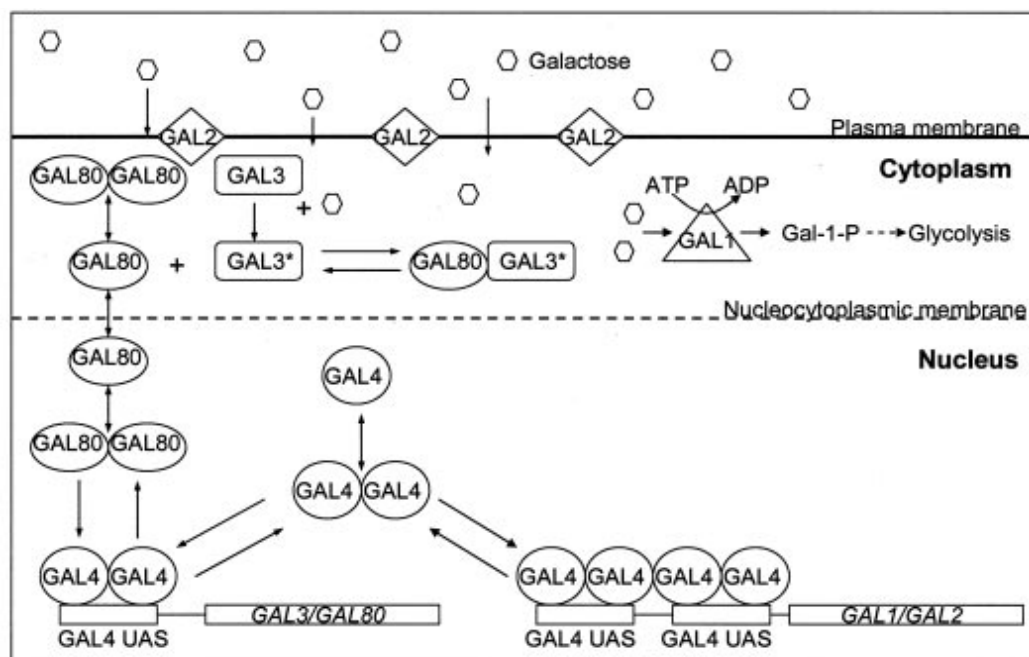 Galactose
GAL2 GAL2 GAL2 Plasma membrane
GAL80 GAL80 GAL3 Cytoplasm
+
ATP ADP
GAL1 Gal-1-P Glycolysis
GAL80 + GAL3* GAL80 GAL3*
Nucleocytoplasmic membrane
GAL80 Nucleus
GAL4
GAL80 GAL80
GAL4 GAL4
GAL4 GAL4 GAL4 GAL4 GAL4 GAL4
GAL3/GAL80 GAL1/GAL2
GAL4 UAS GAL4 UAS GAL4 UAS